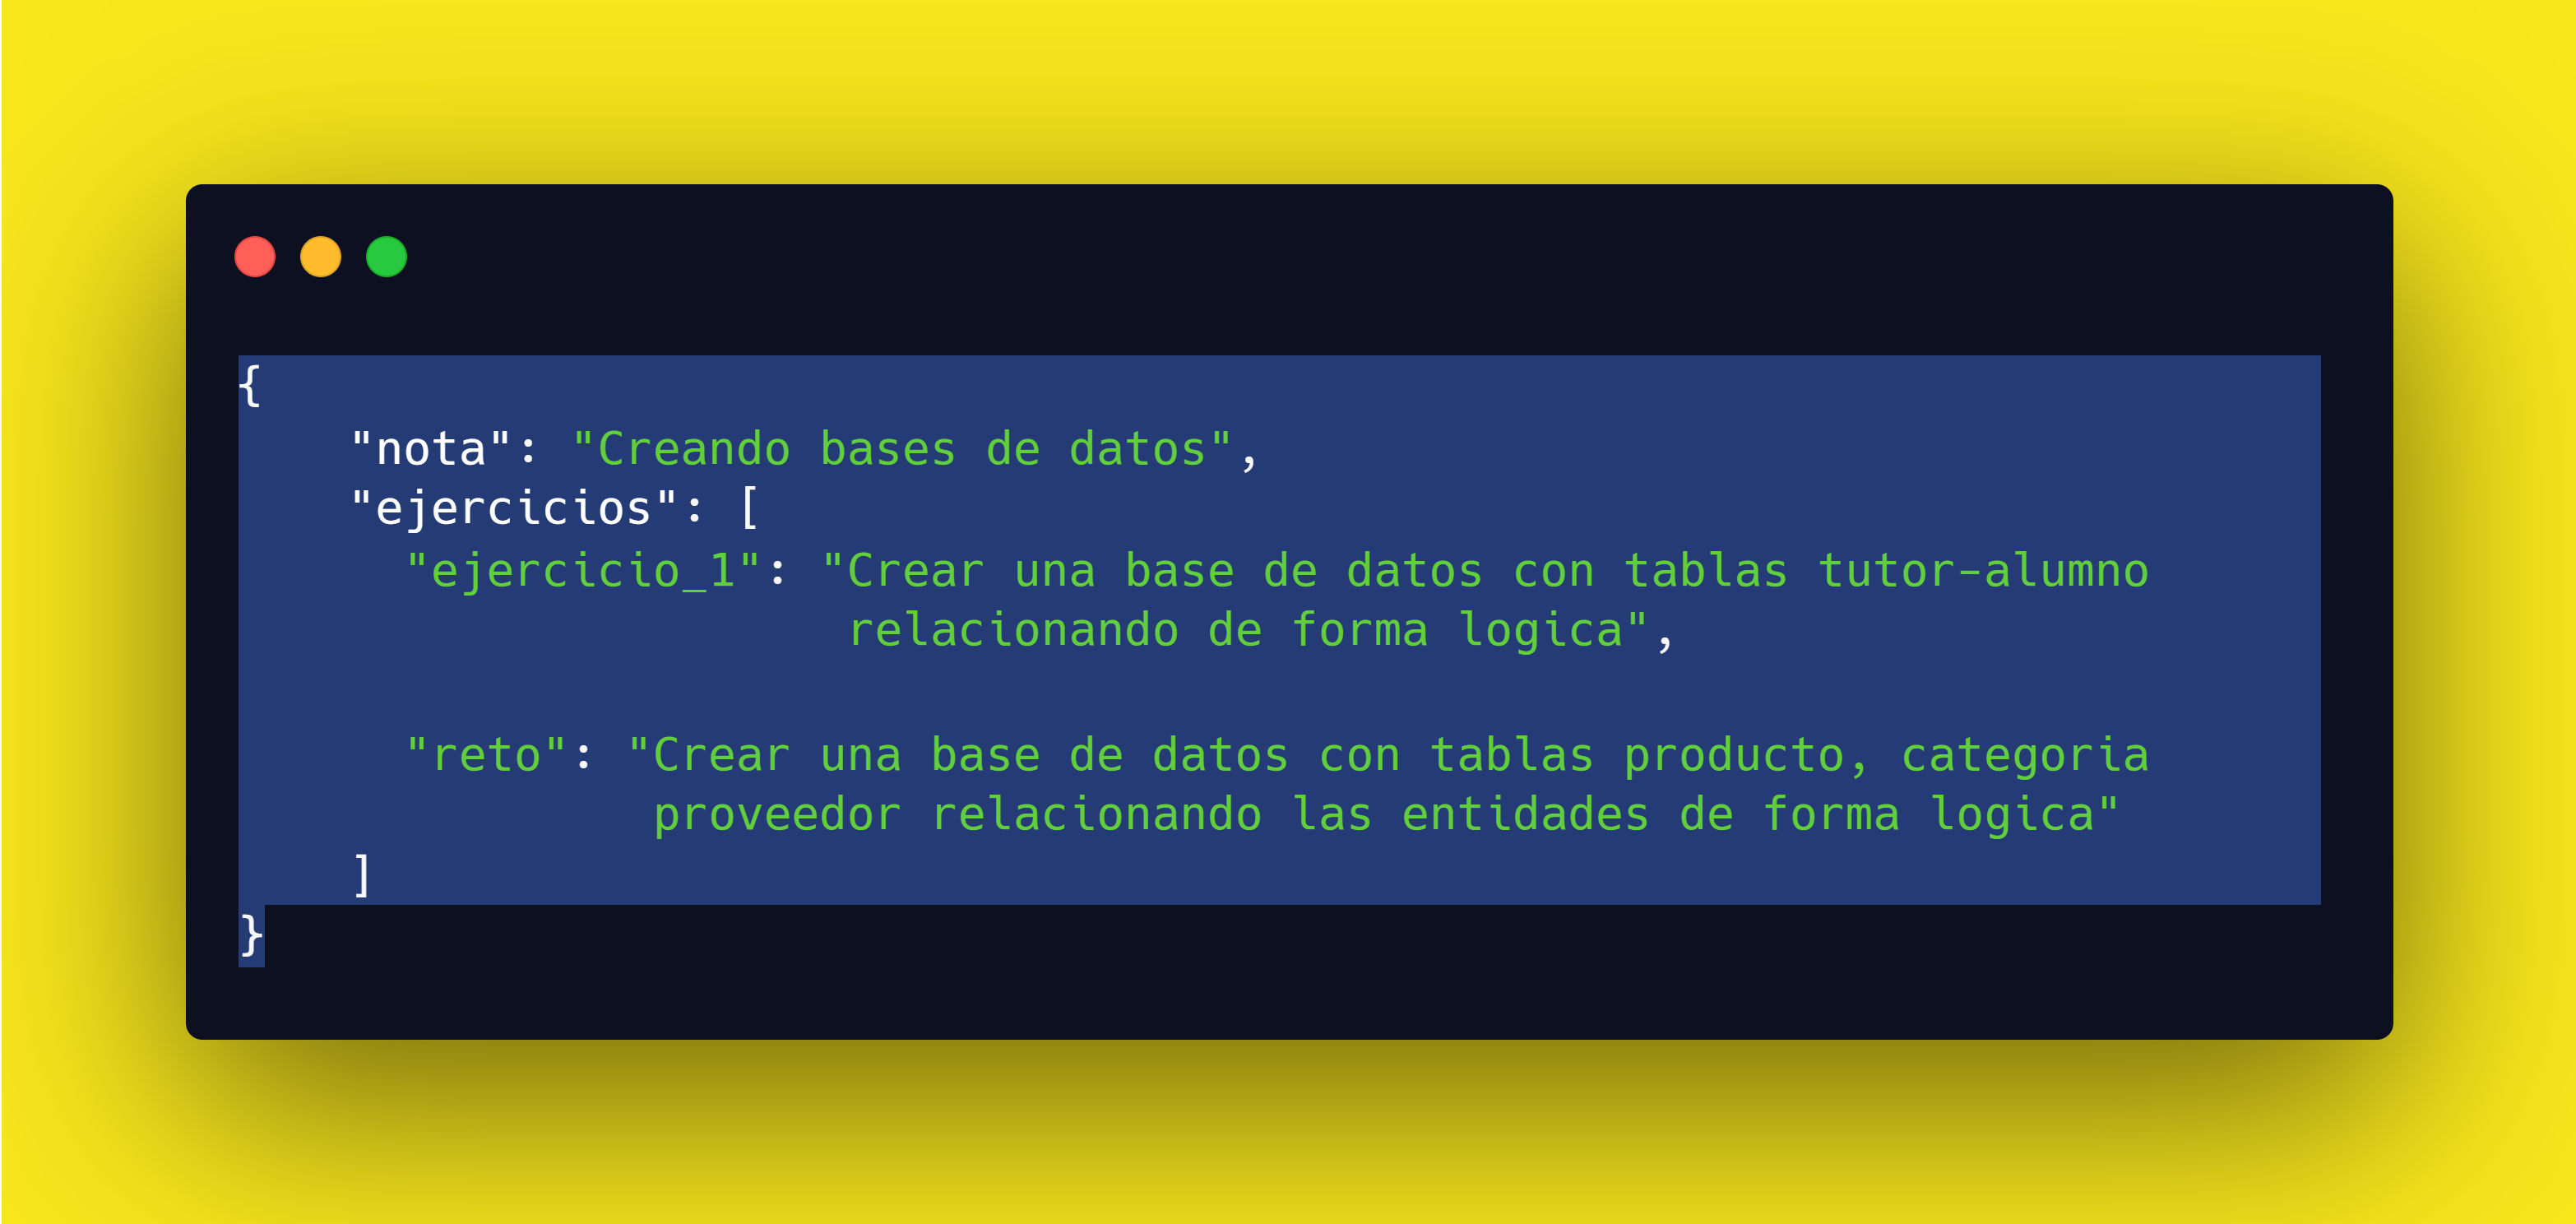 {
"nota": "Creando bases de datos",
"ejercicios": [
"ejercicio_1": "Crear una base de datos con tablas tutor-alumno
relacionando de forma logica",
"reto": "Crear una base de datos con tablas producto, categoria
proveedor relacionando las entidades de forma logica"
]
}